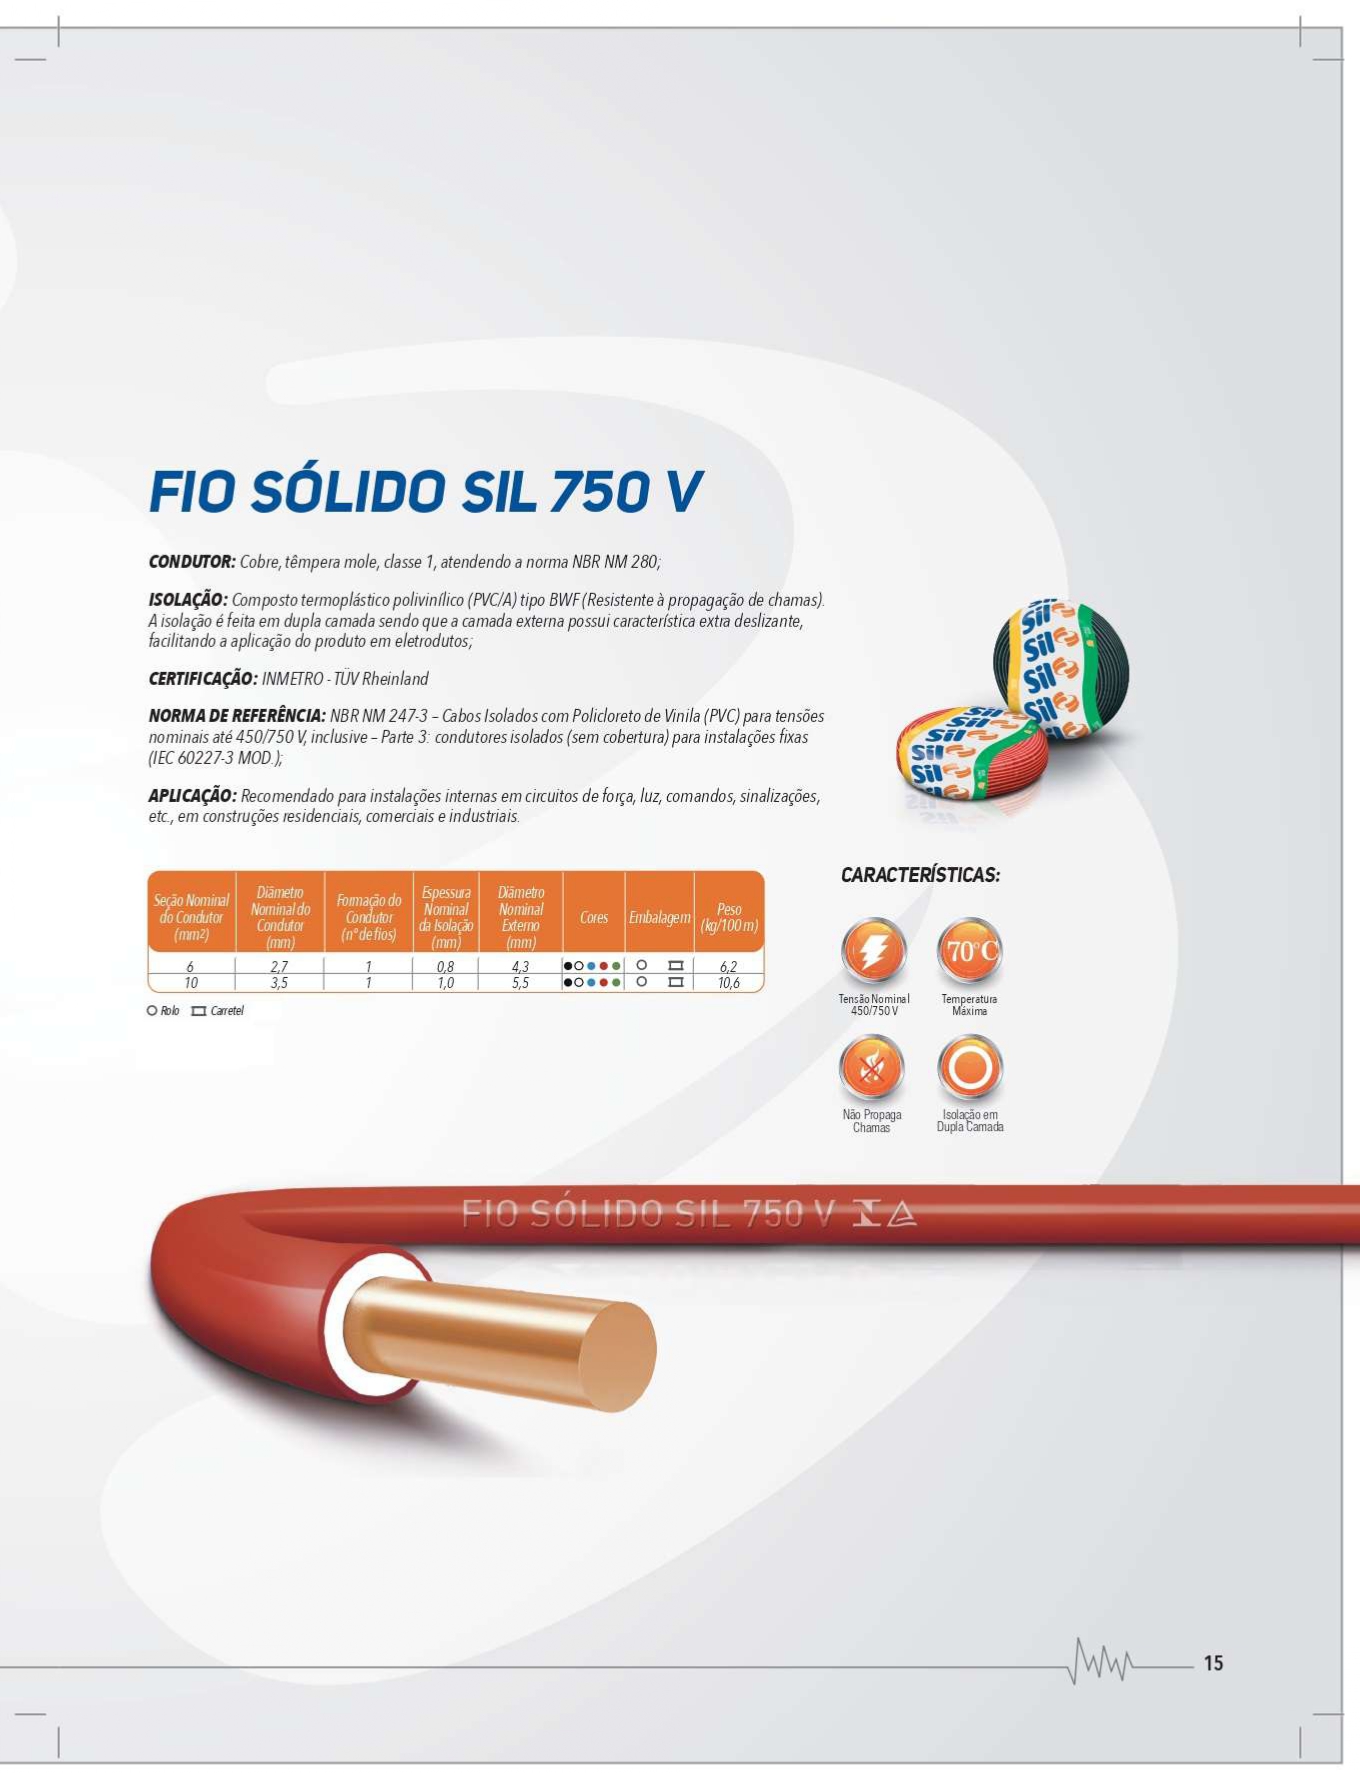 FIO SÓLIDO SIL 750 V
CONDUTOR: Cobre, têmpera mole, classe 1, atendendo a norma NBR NM 280;
ISOLAÇÃO: Composto termoplástico polivinílico (PVC/A) tipo BWF (Resistente à propagação de chamas).
A isolação é feita em dupla camada sendo que a camada externa possui característica extra deslizante,
facilitando a aplicação do produto em eletrodutos;
CERTIFICAÇÃO: INMETRO - TÜV Rheinland
NORMA DE REFERÊNCIA: NBR NM 247-3 – Cabos Isolados com Policloreto de Vinila (PVC) para tensões
nominais até 450/750 V, inclusive – Parte 3: condutores isolados (sem cobertura) para instalações fixas
(IEC 60227-3 MOD.);
APLICAÇÃO: Recomendado para instalações internas em circuitos de força, luz, comandos, sinalizações,
etc., em construções residenciais, comerciais e industriais.
Sil
Sil
Sil
Sil
Sil
Sil
Sil
Sil
Seção Nominal
do Condutor
(mm²)
Diâmetro
Nominal do
Condutor
(mm)
Formação do
Condutor
(nº de fios)
Espessura
Nominal
da Isolação
(mm)
Diâmetro
Nominal
Externo
(mm)
Cores
Embalagem
Peso
(kg/100 m)
6 2,7 1 0,8 4,3 6,2
10 3,5 1 1,0 5,5 10,6
Rolo Carretel
CARACTERÍSTICAS:
70°C
Tensão Nominal
450/750 V
Temperatura
Máxima
Não Propaga
Chamas
Isolação em
Dupla Camada
FIO SÓLIDO SIL 750 V
15